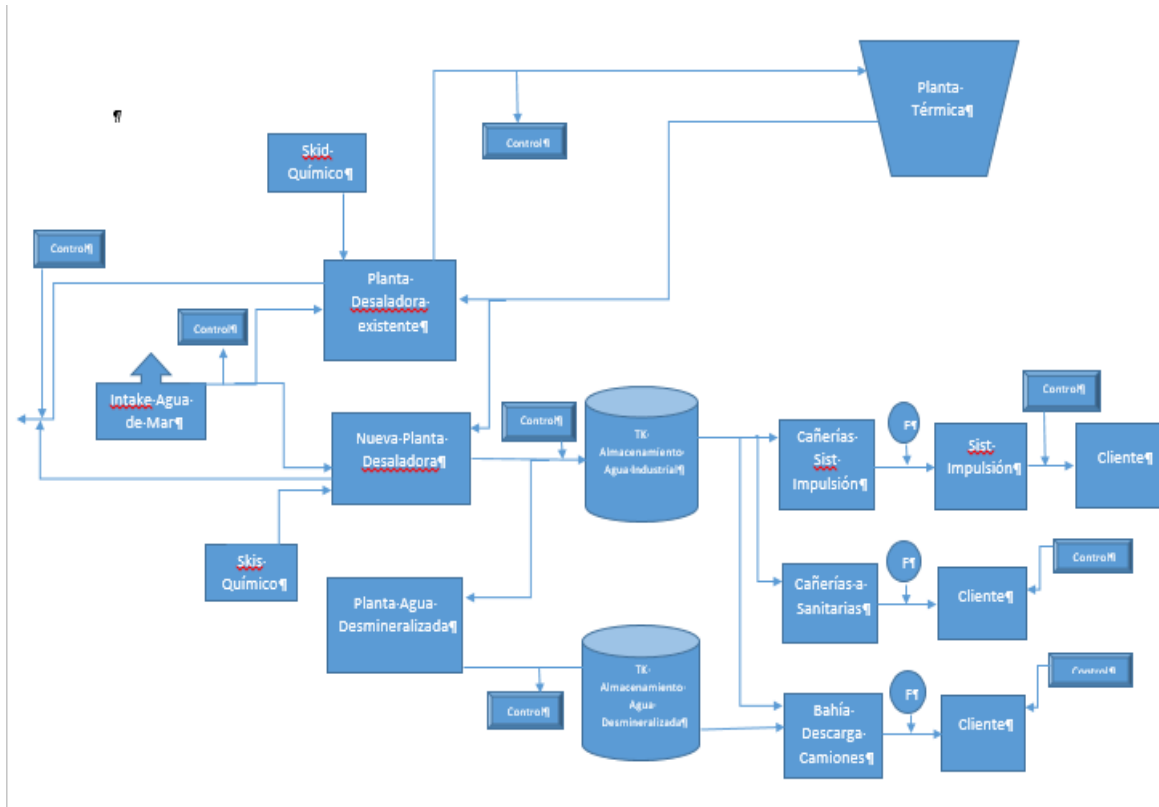 Planta-
Térmica¶
¶
Control¶
Skid-
Químico¶
Control¶
Planta-
Desaladora-
existente¶
Control¶
Intake-Agua-
de-Mar¶
Nueva-Planta-
Desaladora¶
Control¶
TK-
Almacenamiento-
Agua-Industrial¶
Cañerías-
Sist-
Impulsión¶
F¶
Sist-
Impulsión¶
Control¶
Cliente¶
Skis-
Químico¶
Planta-Agua-
Desmineralizada¶
Cañerías-a-
Sanitarias¶
F¶
Cliente¶
Control¶
Control¶
TK-
Almacenamiento-
Agua-
Desmineralizada¶
Bahía-
Descarga-
Camiones¶
F¶
Cliente¶
Control¶